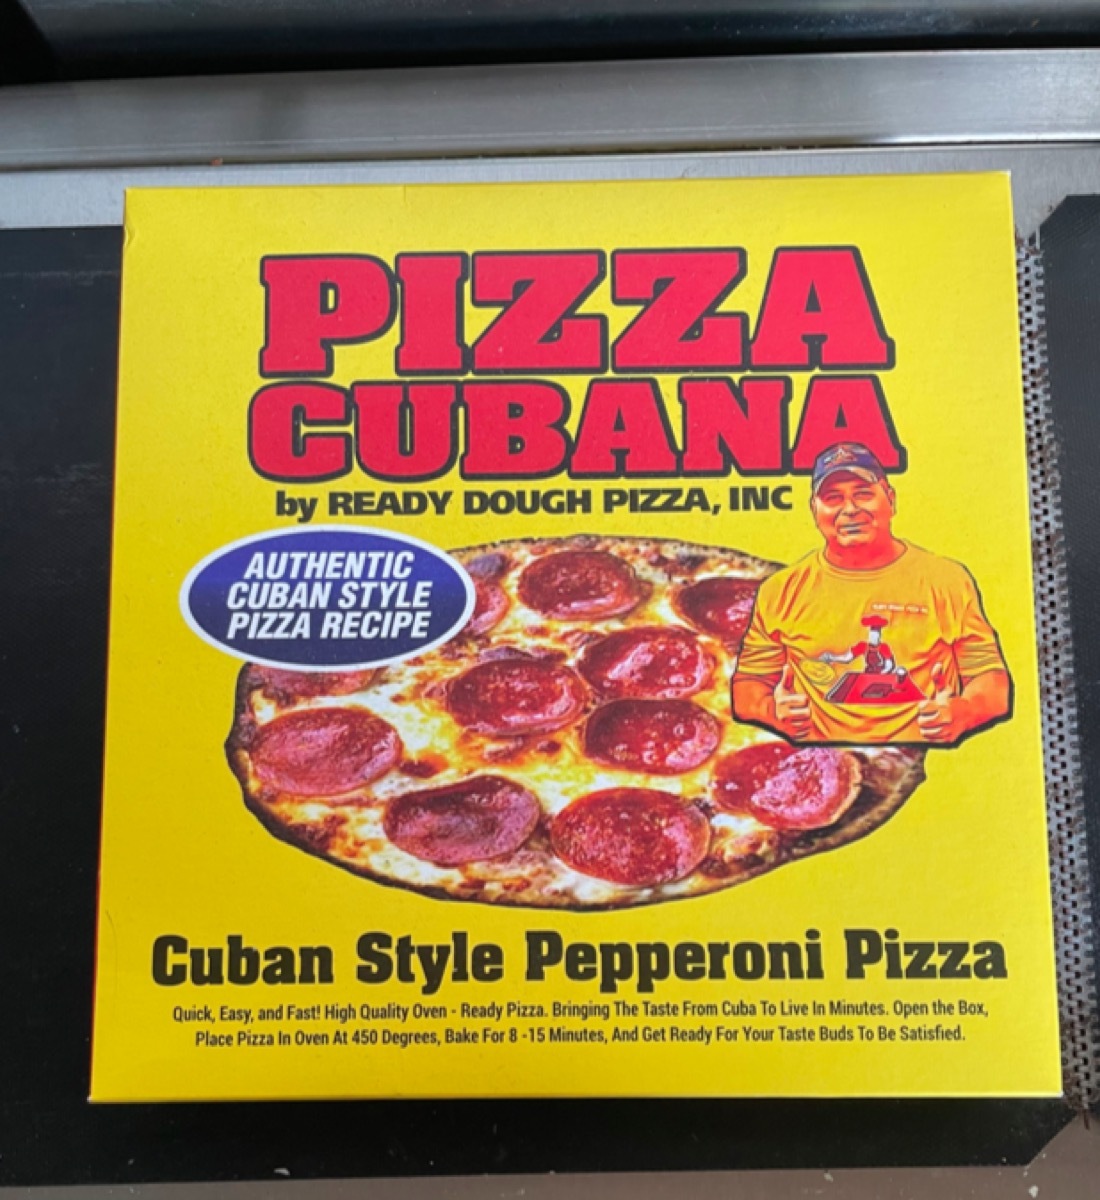 PIZZA
CUBANA
by READY DOUGH PIZZA, INC
AUTHENTIC
CUBAN STYLE
PIZZA RECIPE
Cuban Style Pepperoni Pizza
Quick, Easy, and Fast! High Quality Oven - Ready Pizza. Bringing The Taste From Cuba To Live In Minutes. Open the Box,
Place Pizza In Oven At 450 Degrees, Bake For 8 -15 Minutes, And Get Ready For Your Taste Buds To Be Satisfied.